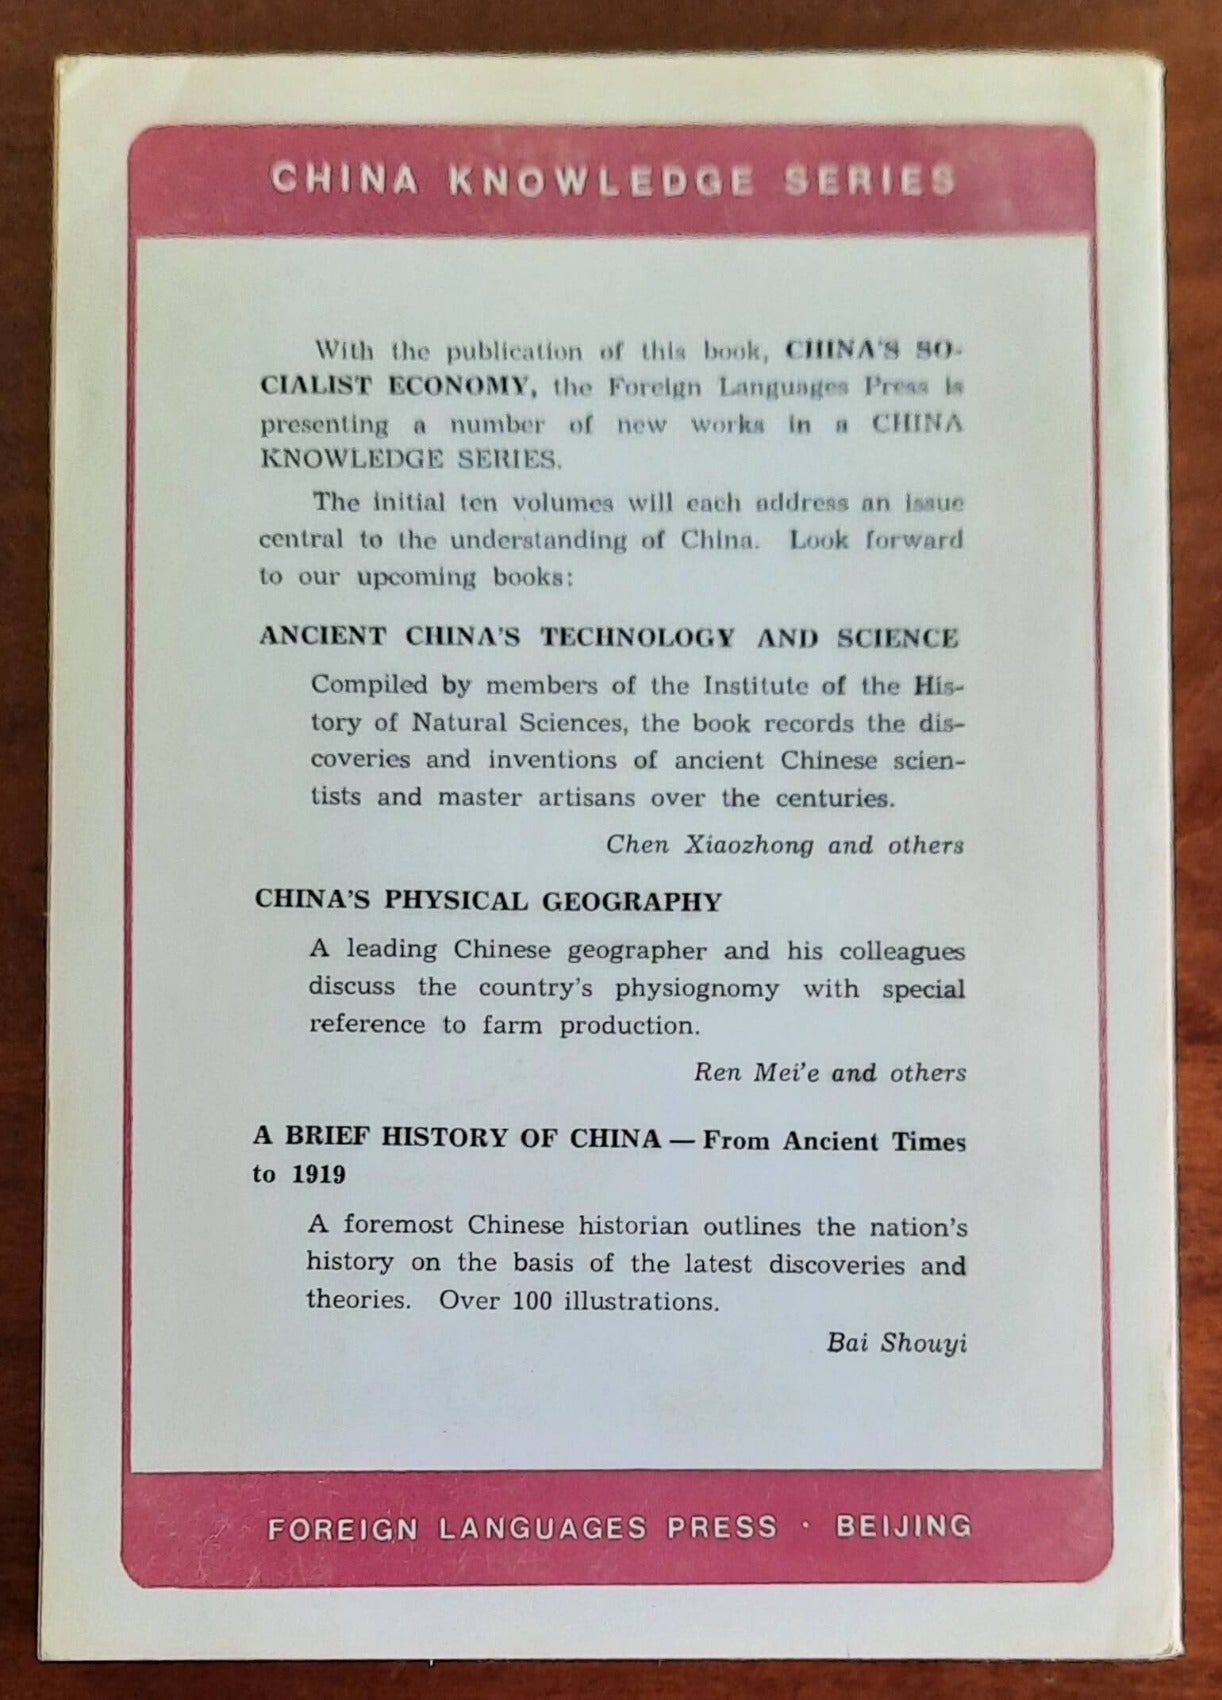 CHINA KNOWLEDGE SERIES
With the publication of this book, CHINA'S SO-
CIALIST ECONOMY, the Foreign Languages Press is
presenting a number of new works in a CHINA
KNOWLEDGE SERIES.
The initial ten volumes will each address an issue
central to the understanding of China. Look forward
to our upcoming books:
ANCIENT CHINA'S TECHNOLOGY AND SCIENCE
Compiled by members of the Institute of the His-
tory of Natural Sciences, the book records the dis-
coveries and inventions of ancient Chinese scien-
tists and master artisans over the centuries.
Chen Xiaozhong and others
CHINA'S PHYSICAL GEOGRAPHY
A leading Chinese geographer and his colleagues
discuss the country's physiognomy with special
reference to farm production.
Ren Mei'e and others
A BRIEF HISTORY OF CHINA — From Ancient Times
to 1919
A foremost Chinese historian outlines the nation's
history on the basis of the latest discoveries and
theories. Over 100 illustrations.
Bai Shouyi
FOREIGN LANGUAGES PRESS · BEIJING